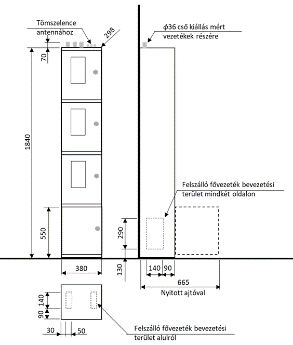 Tömszelence
antennához
298
ϕ36 cső kiállás mért
vezetékek részére
70
1840
Felszálló fővezeték bevezetési
terület mindkét oldalon
550
290
130
140
90
380
665
Nyitott ajtóval
140
90
30
50
Felszálló fővezeték bevezetési
terület alulról